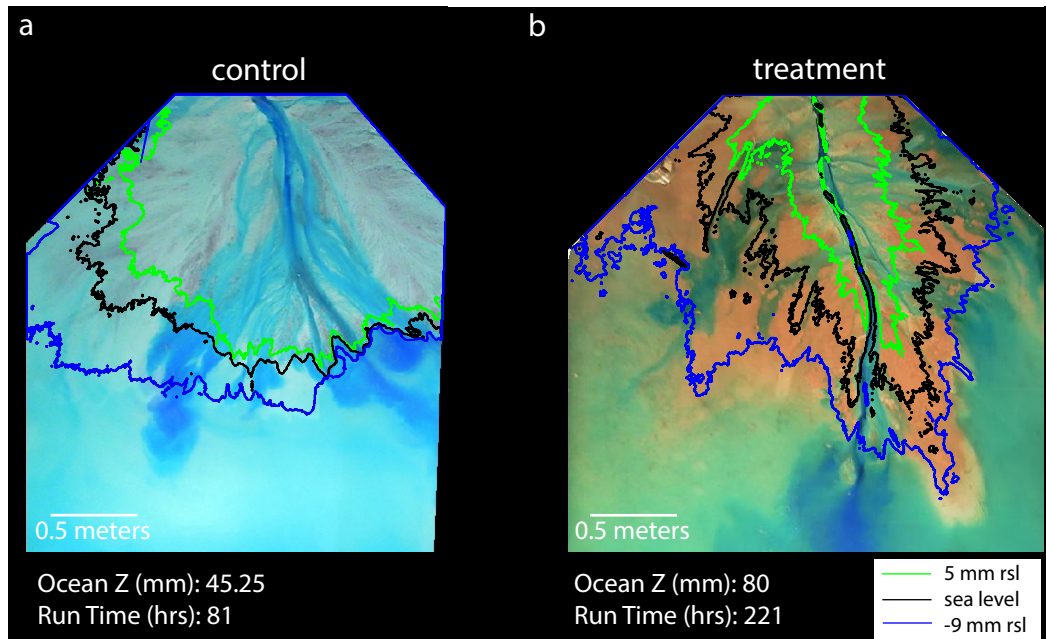 a
control
0.5 meters
Ocean Z (mm): 45.25
Run Time (hrs): 81
b
treatment
0.5 meters
Ocean Z (mm): 80
Run Time (hrs): 221
5 mm rsl
sea level
-9 mm rsl